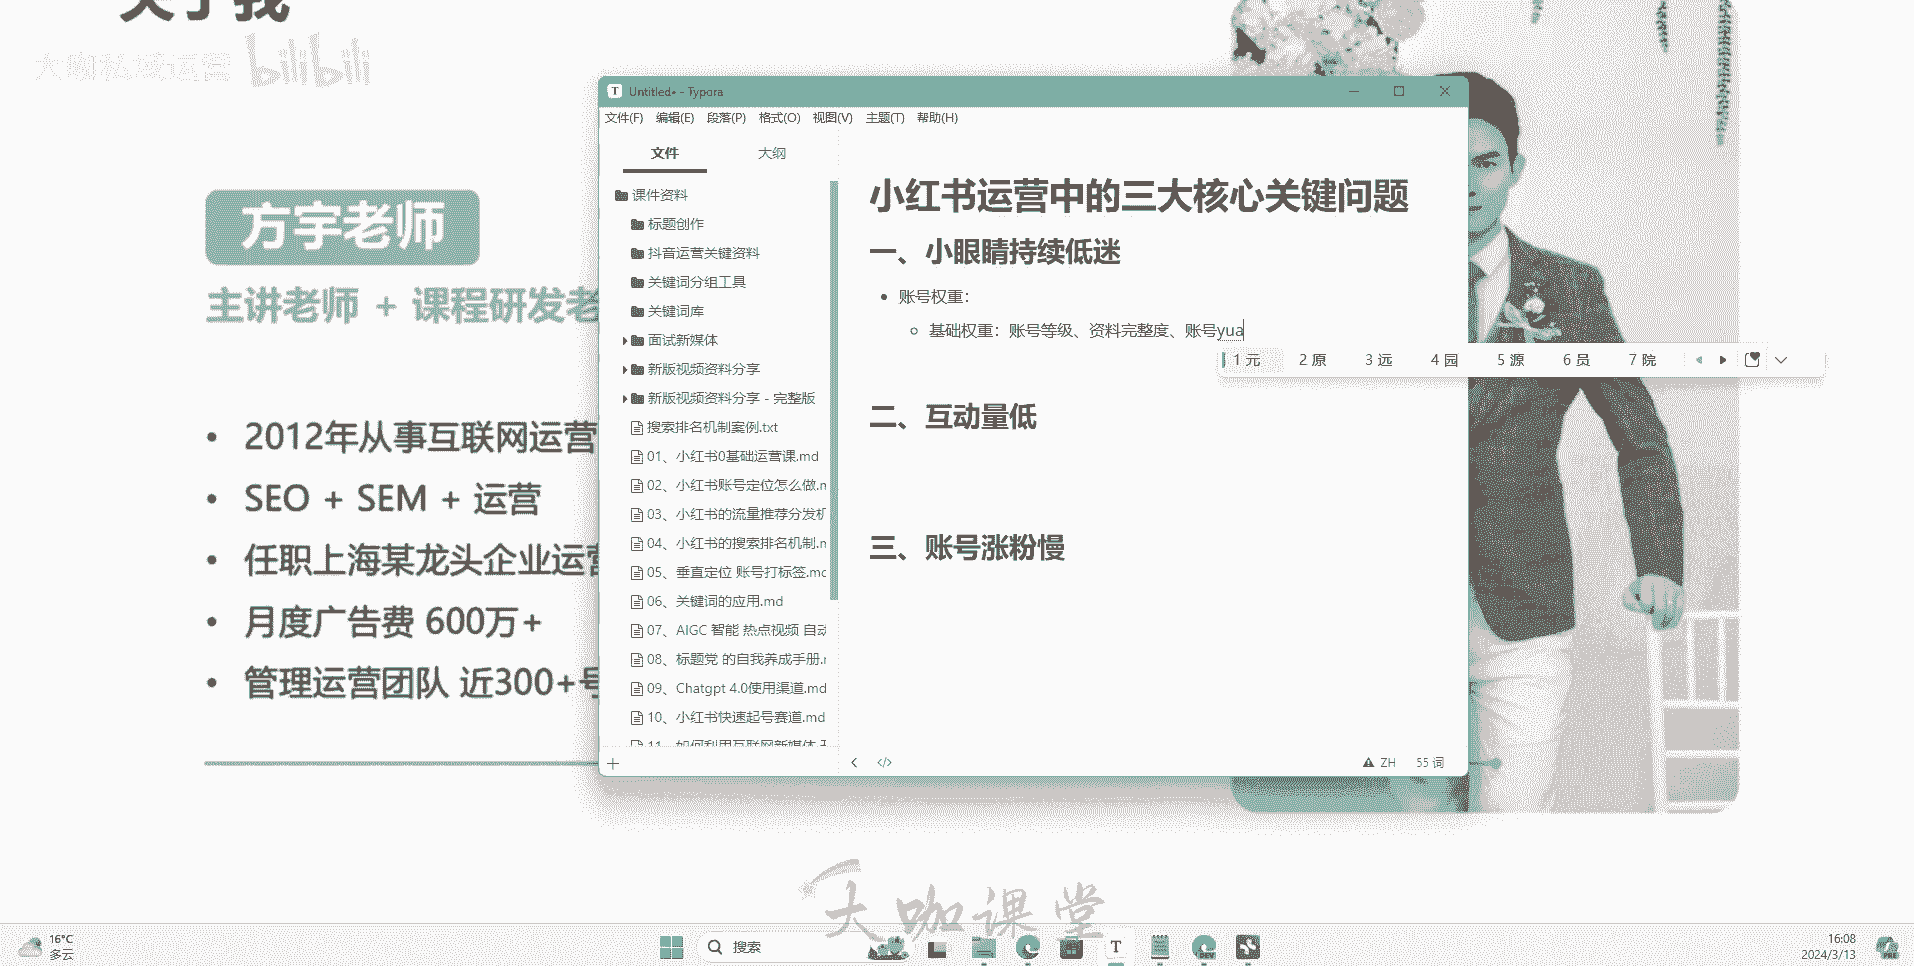 关于我
大咖私域运营 bilibili
方宇老师
主讲老师 + 课程研发老
2012年从事互联网运营
SEO + SEM + 运营
任职上海某龙头企业运营
月度广告费 600万+
管理运营团队 近300+号
Untitled• - Typora
文件(F) 编辑(E) 段落(P) 格式(O) 视图(V) 主题(T) 帮助(H)
文件 大纲
课件资料
标题创作
抖音运营关键资料
关键词分组工具
关键词库
面试新媒体
新版视频资料分享
新版视频资料分享 - 完整版
搜索排名机制案例.txt
01、小红书0基础运营课.md
02、小红书账号定位怎么做.m
03、小红书的流量推荐分发机
04、小红书的搜索排名机制.m
05、垂直定位 账号打标签.md
06、关键词的应用.md
07、AIGC 智能 热点视频 自动
08、标题党 的自我养成手册.m
09、Chatgpt 4.0使用渠道.md
10、小红书快速起号赛道.md
11、如何利用互联网新媒体
小红书运营中的三大核心关键问题
一、小眼睛持续低迷
账号权重：
基础权重：账号等级、资料完整度、账号yua
1 元 2 原 3 远 4 园 5 源 6 员 7 院
二、互动量低
三、账号涨粉慢
ZH 55 词
大咖课堂
16°C
多云
搜索
T
DEV
16:08
2024/3/13
PRE